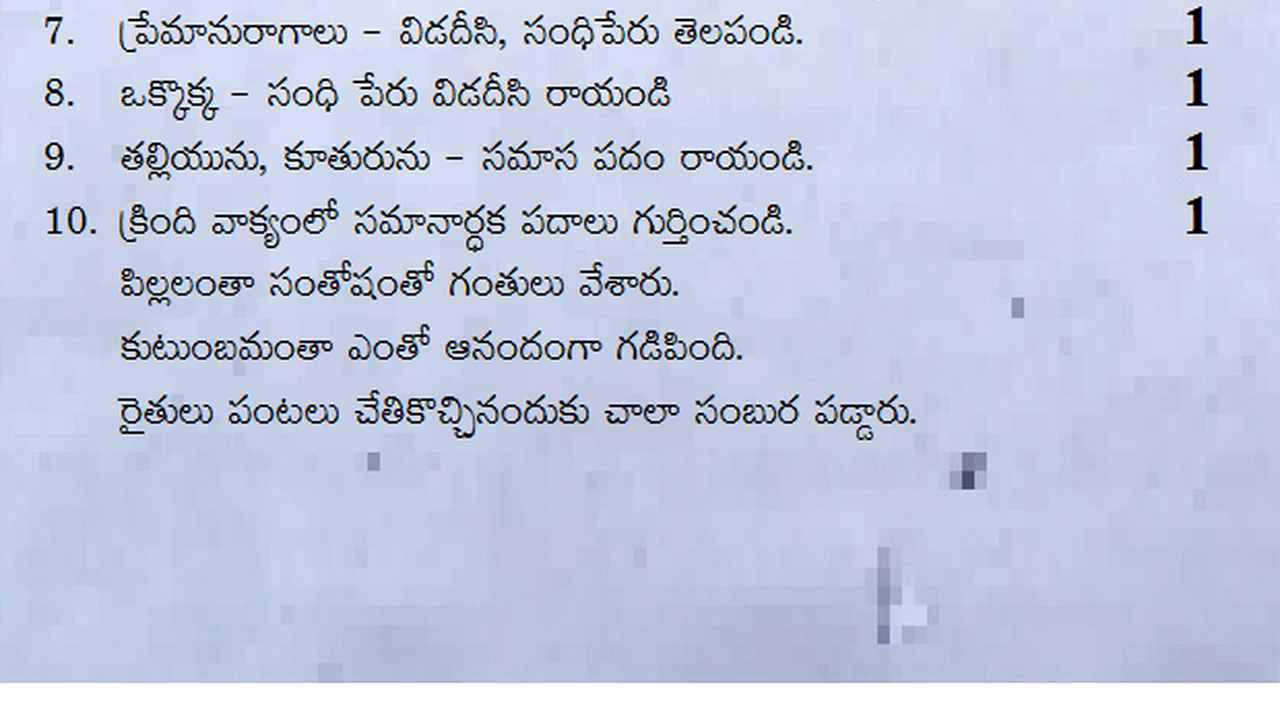 7. ప్రేమానురాగాలు – విడదీసి, సంధిపేరు తెలపండి. 1
8. ఒక్కొక్క – సంధి పేరు విడదీసి రాయండి 1
9. తల్లియును, కూతురును – సమాస పదం రాయండి. 1
10. క్రింది వాక్యంలో సమానార్ధక పదాలు గుర్తించండి. 1
పిల్లలంతా సంతోషంతో గంతులు వేశారు.
కుటుంబమంతా ఎంతో ఆనందంగా గడిపింది.
రైతులు పంటలు చేతికొచ్చినందుకు చాలా సంబుర పడ్డారు.